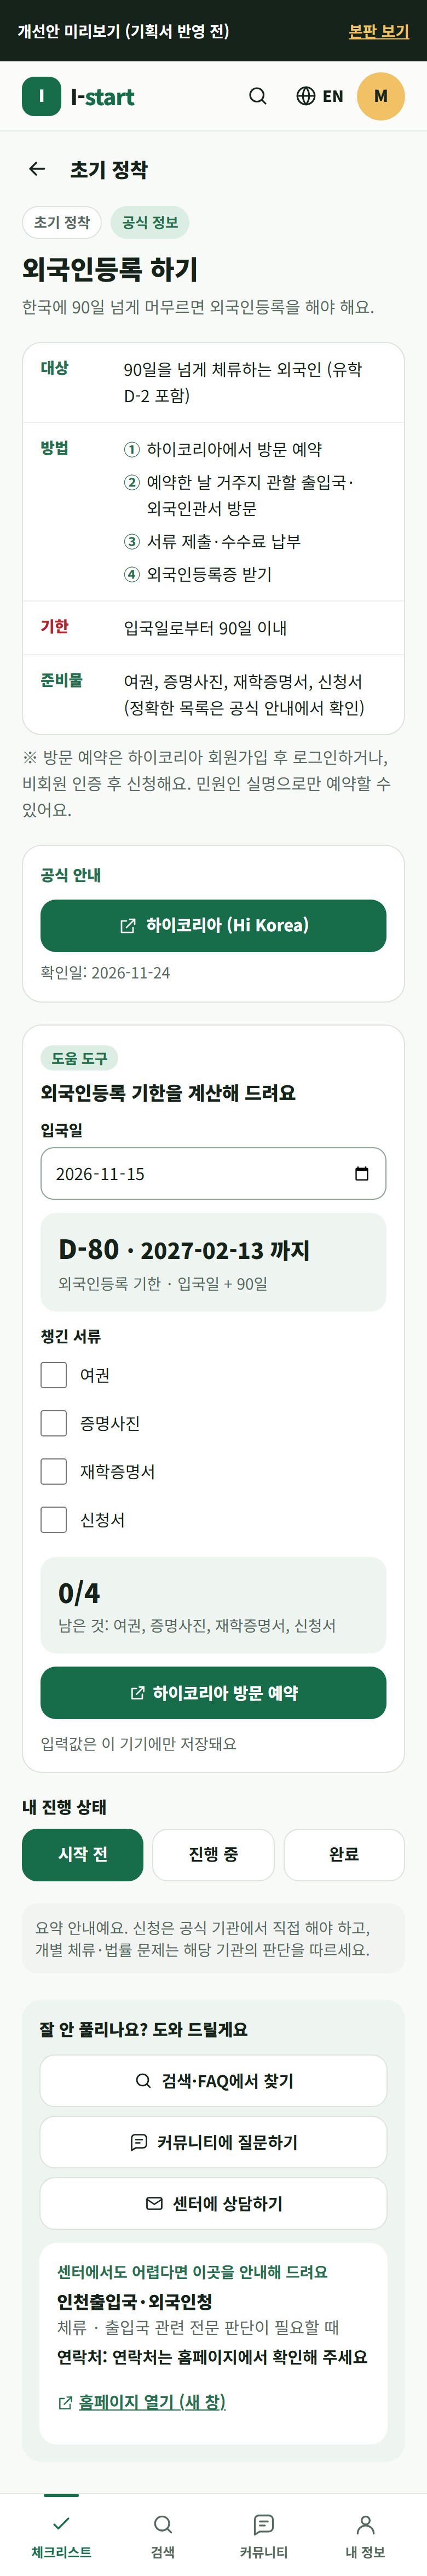 개선안 미리보기 (기획서 반영 전) 본판 보기
I I-start EN M
초기 정착
초기 정착 공식 정보
외국인등록 하기
한국에 90일 넘게 머무르면 외국인등록을 해야 해요.
대상 90일을 넘게 체류하는 외국인 (유학
D-2 포함)
방법 ① 하이코리아에서 방문 예약
② 예약한 날 거주지 관할 출입국·
외국인관서 방문
③ 서류 제출·수수료 납부
④ 외국인등록증 받기
기한 입국일로부터 90일 이내
준비물 여권, 증명사진, 재학증명서, 신청서
(정확한 목록은 공식 안내에서 확인)
※ 방문 예약은 하이코리아 회원가입 후 로그인하거나,
비회원 인증 후 신청해요. 민원인 실명으로만 예약할 수
있어요.
공식 안내
하이코리아 (Hi Korea)
확인일: 2026-11-24
도움 도구
외국인등록 기한을 계산해 드려요
입국일
2026-11-15
D-80 · 2027-02-13 까지
외국인등록 기한 · 입국일 + 90일
챙긴 서류
여권
증명사진
재학증명서
신청서
0/4
남은 것: 여권, 증명사진, 재학증명서, 신청서
하이코리아 방문 예약
입력값은 이 기기에만 저장돼요
내 진행 상태
시작 전 진행 중 완료
요약 안내예요. 신청은 공식 기관에서 직접 해야 하고,
개별 체류·법률 문제는 해당 기관의 판단을 따르세요.
잘 안 풀리나요? 도와 드릴게요
검색·FAQ에서 찾기
커뮤니티에 질문하기
센터에 상담하기
센터에서도 어렵다면 이곳을 안내해 드려요
인천출입국·외국인청
체류 · 출입국 관련 전문 판단이 필요할 때
연락처: 연락처는 홈페이지에서 확인해 주세요
홈페이지 열기 (새 창)
체크리스트 검색 커뮤니티 내 정보